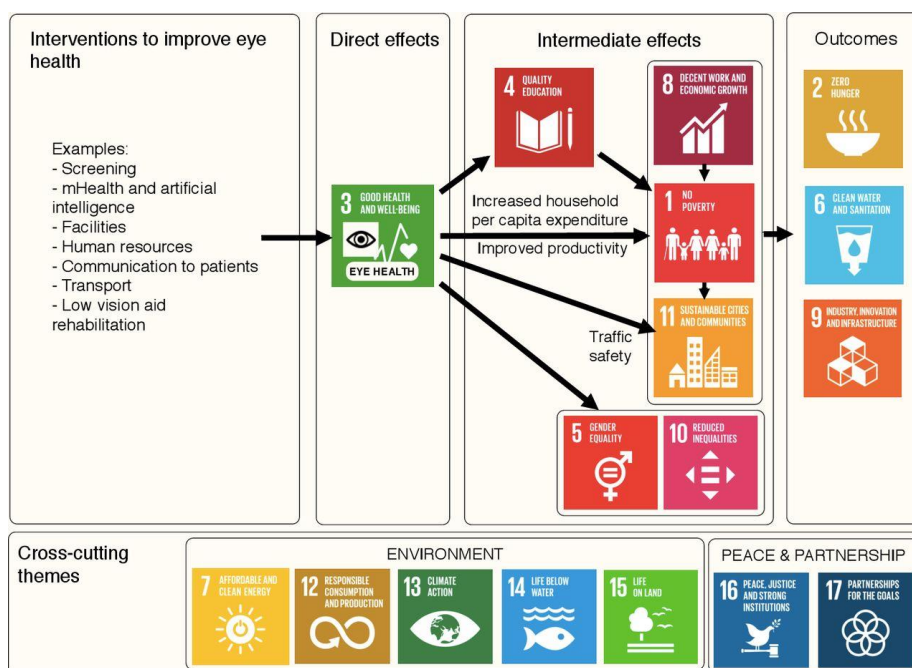 Interventions to improve eye
health
Examples:
- Screening
- mHealth and artificial
intelligence
- Facilities
- Human resources
- Communication to patients
- Transport
- Low vision aid
rehabilitation
Direct effects
3 GOOD HEALTH
AND WELL-BEING
EYE HEALTH
Intermediate effects
4 QUALITY
EDUCATION
8 DECENT WORK AND
ECONOMIC GROWTH
Increased household
per capita expenditure
Improved productivity
1 NO
POVERTY
Traffic
safety
11 SUSTAINABLE CITIES
AND COMMUNITIES
5 GENDER
EQUALITY
10 REDUCED
INEQUALITIES
Outcomes
2 ZERO
HUNGER
6 CLEAN WATER
AND SANITATION
9 INDUSTRY, INNOVATION
AND INFRASTRUCTURE
Cross-cutting
themes
ENVIRONMENT
7 AFFORDABLE AND
CLEAN ENERGY
12 RESPONSIBLE
CONSUMPTION
AND PRODUCTION
13 CLIMATE
ACTION
14 LIFE BELOW
WATER
15 LIFE
ON LAND
PEACE & PARTNERSHIP
16 PEACE, JUSTICE
AND STRONG
INSTITUTIONS
17 PARTNERSHIPS
FOR THE GOALS